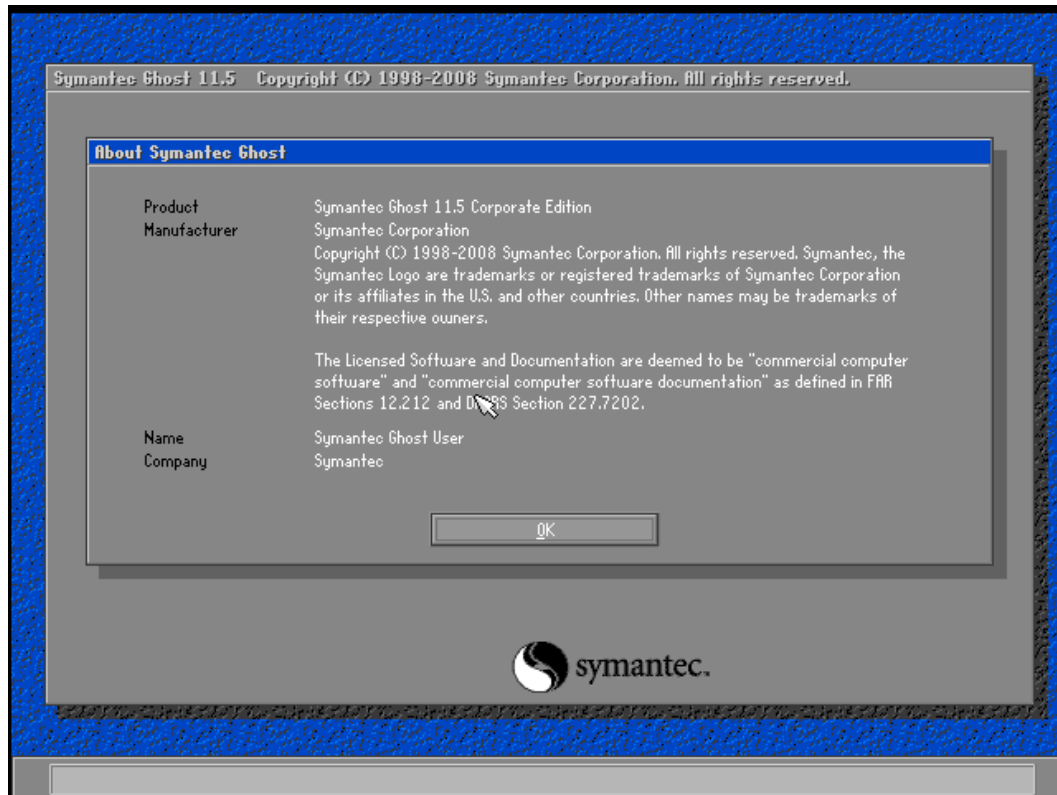 Symantec Ghost 11.5 Copyright (C) 1998-2008 Symantec Corporation. All rights reserved.
About Symantec Ghost
Product Symantec Ghost 11.5 Corporate Edition
Manufacturer Symantec Corporation
Copyright (C) 1998-2008 Symantec Corporation. All rights reserved. Symantec, the
Symantec Logo are trademarks or registered trademarks of Symantec Corporation
or its affiliates in the U.S. and other countries. Other names may be trademarks of
their respective owners.
The Licensed Software and Documentation are deemed to be "commercial computer
software" and "commercial computer software documentation" as defined in FAR
Sections 12.212 and Section 227.7202.
Name Symantec Ghost User
Company Symantec
OK
symantec.